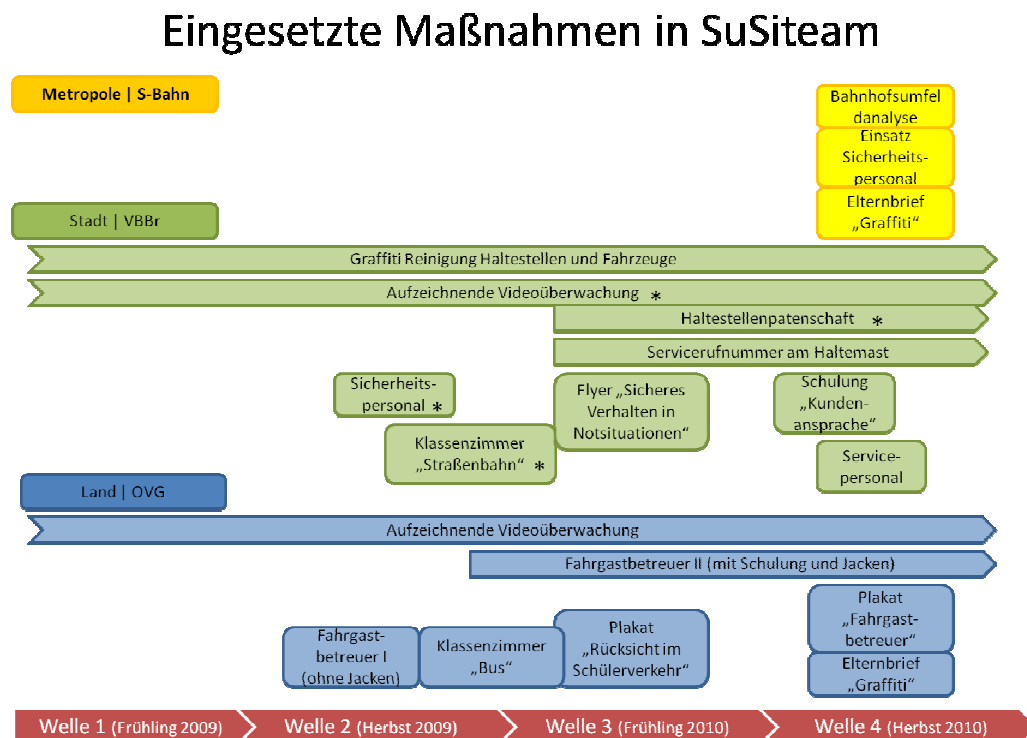 Eingesetzte Maßnahmen in SuSiteam
Metropole | S-Bahn
Bahnhofsumfel
danalyse
Einsatz
Sicherheits-
personal
Elternbrief
„Graffiti“
Stadt | VBBr
Graffiti Reinigung Haltestellen und Fahrzeuge
Aufzeichnende Videoüberwachung *
Haltestellenpatenschaft *
Servicerufnummer am Haltemast
Sicherheits-
personal *
Klassenzimmer
„Straßenbahn“ *
Flyer „Sicheres
Verhalten in
Notsituationen“
Schulung
„Kunden-
ansprache“
Service-
personal
Land | OVG
Aufzeichnende Videoüberwachung
Fahrgastbetreuer II (mit Schulung und Jacken)
Fahrgast-
betreuer I
(ohne Jacken)
Klassenzimmer
„Bus“
Plakat
„Rücksicht im
Schülerverkehr“
Plakat
„Fahrgast-
betreuer“
Elternbrief
„Graffiti“
Welle 1 (Frühling 2009)
Welle 2 (Herbst 2009)
Welle 3 (Frühling 2010)
Welle 4 (Herbst 2010)